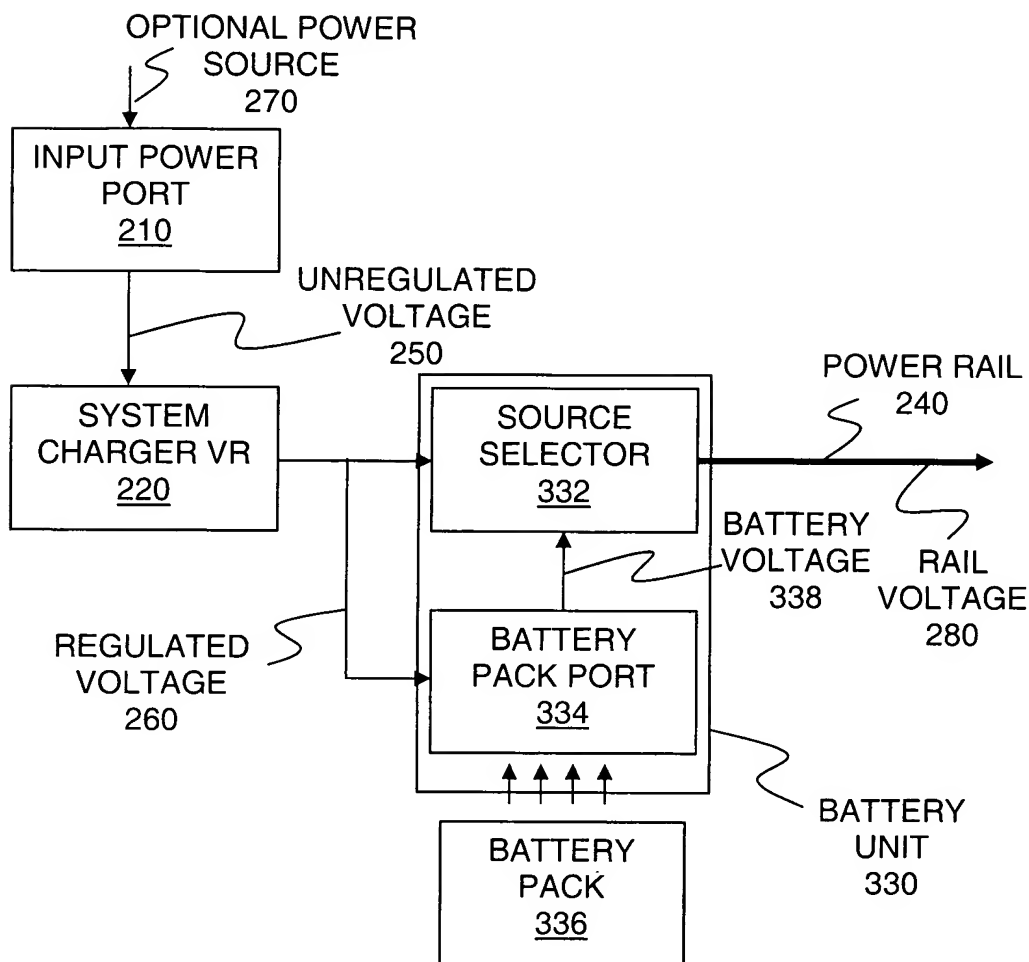 OPTIONAL POWER
SOURCE
270
INPUT POWER
PORT
210
UNREGULATED
VOLTAGE
250
SYSTEM
CHARGER VR
220
SOURCE
SELECTOR
332
POWER RAIL
240
BATTERY
VOLTAGE
338
RAIL
VOLTAGE
280
REGULATED
VOLTAGE
260
BATTERY
PACK PORT
334
BATTERY
UNIT
330
BATTERY
PACK
336